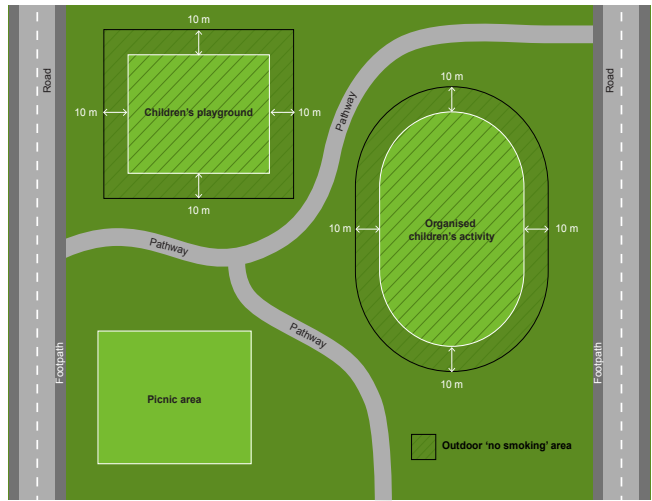 10 m
Road
10 m
Children's playground
10 m
10 m
Pathway
10 m
Road
10 m
Organised
children's activity
10 m
10 m
Pathway
Pathway
Footpath
Picnic area
Footpath
Outdoor 'no smoking' area